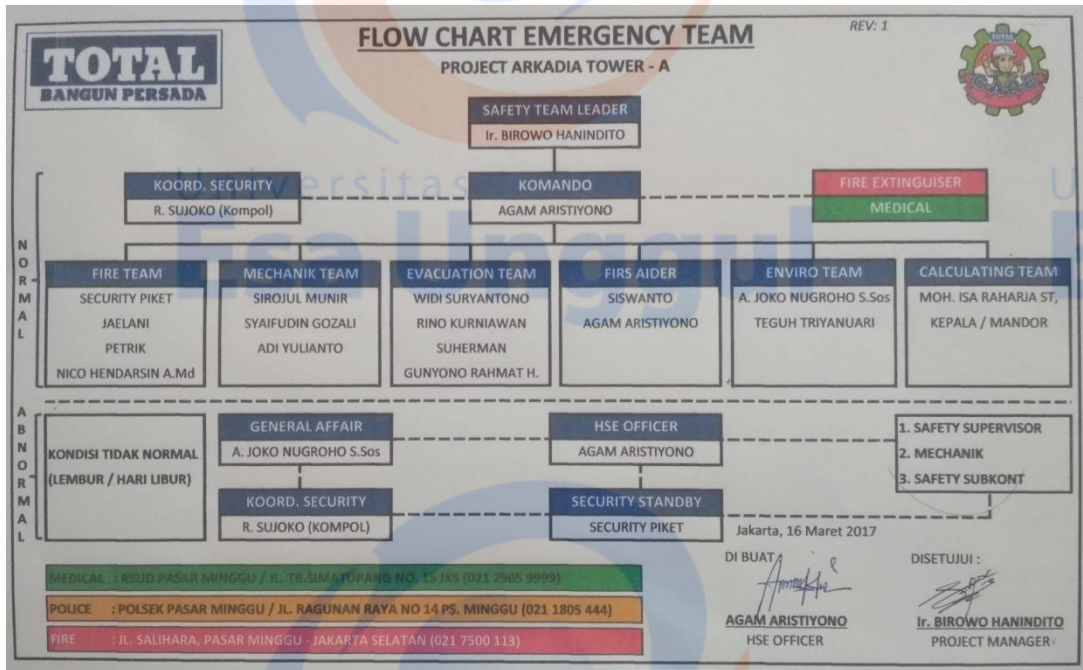 REV: 1
TOTAL
BANGUN PERSADA
FLOW CHART EMERGENCY TEAM
PROJECT ARKADIA TOWER - A
TOTAL
SAFETY TEAM LEADER
Ir. BIROWO HANINDITO
Universitas
Esa Unggul
U
NORMAL
KOORD. SECURITY
R. SUJOKO (Kompol)
KOMANDO
AGAM ARISTIYONO
FIRE EXTINGUISER
MEDICAL
FIRE TEAM
SECURITY PIKET
JAELANI
PETRIK
NICO HENDARSIN A.Md
MECHANIK TEAM
SIROJUL MUNIR
SYAIFUDIN GOZALI
ADI YULIANTO
EVACUATION TEAM
WIDI SURYANTONO
RINO KURNIAWAN
SUHERMAN
GUNYONO RAHMAT H.
FIRS AIDER
SISWANTO
AGAM ARISTIYONO
ENVIRO TEAM
A. JOKO NUGROHO S.Sos
TEGUH TRIYANUARI
CALCULATING TEAM
MOH. ISA RAHARJA ST,
KEPALA / MANDOR
ABNORMAL
KONDISI TIDAK NORMAL
(LEMBUR / HARI LIBUR)
GENERAL AFFAIR
A. JOKO NUGROHO S.Sos
HSE OFFICER
AGAM ARISTIYONO
1. SAFETY SUPERVISOR
2. MECHANIK
3. SAFETY SUBKONT
KOORD. SECURITY
R. SUJOKO (KOMPOL)
SECURITY STANDBY
SECURITY PIKET
Jakarta, 16 Maret 2017
DI BUAT
DISETUJUI :
MEDICAL : RSUD PASAR MINGGU / JL. TB.SIMATUPANG NO. 15 JKS (021 2905 9999)
POLICE : POLSEK PASAR MINGGU / JL. RAGUNAN RAYA NO 14 PS. MINGGU (021 1805 444)
FIRE : JL. SALIHARA, PASAR MINGGU - JAKARTA SELATAN (021 7500 113)
AGAM ARISTIYONO
HSE OFFICER
Ir. BIROWO HANINDITO
PROJECT MANAGER